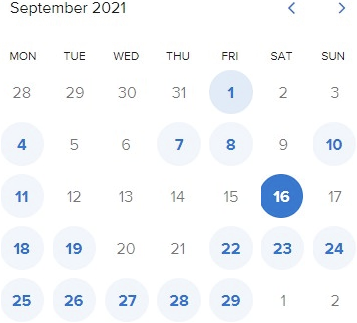 September 2021
MON TUE WED THU FRI SAT SUN
28 29 30 31 1 2 3
4 5 6 7 8 9 10
11 12 13 14 15 16 17
18 19 20 21 22 23 24
25 26 27 28 29 1 2